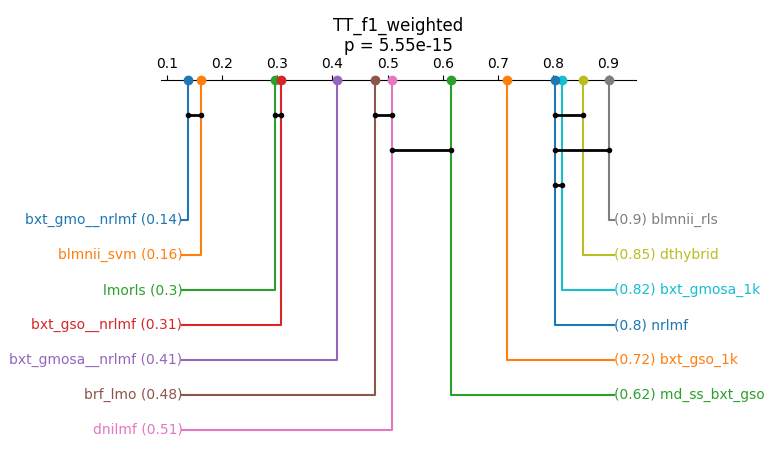 TT_f1_weighted
p = 5.55e-15
0.1 0.2 0.3 0.4 0.5 0.6 0.7 0.8 0.9
bxt_gmo__nrlmf (0.14)
blmnii_svm (0.16)
lmorls (0.3)
bxt_gso__nrlmf (0.31)
bxt_gmosa__nrlmf (0.41)
brf_lmo (0.48)
dnilmf (0.51)
(0.9) blmnii_rls
(0.85) dthybrid
(0.82) bxt_gmosa_1k
(0.8) nrlmf
(0.72) bxt_gso_1k
(0.62) md_ss_bxt_gso